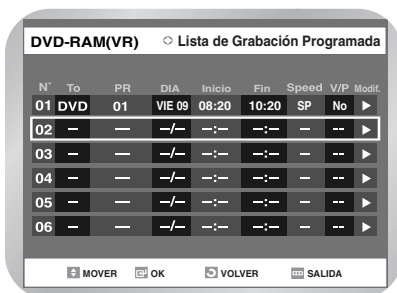 DVD-RAM(VR) Lista de Grabación Programada
N° To PR DIA Inicio Fin Speed V/P Modif.
01 DVD 01 VIE 09 08:20 10:20 SP No ►
02 – — –/– –:– –:– – -- ►
03 – — –/– –:– –:– – -- ►
04 – — –/– –:– –:– – -- ►
05 – — –/– –:– –:– – -- ►
06 – — –/– –:– –:– – -- ►
MOVER OK VOLVER SALIDA